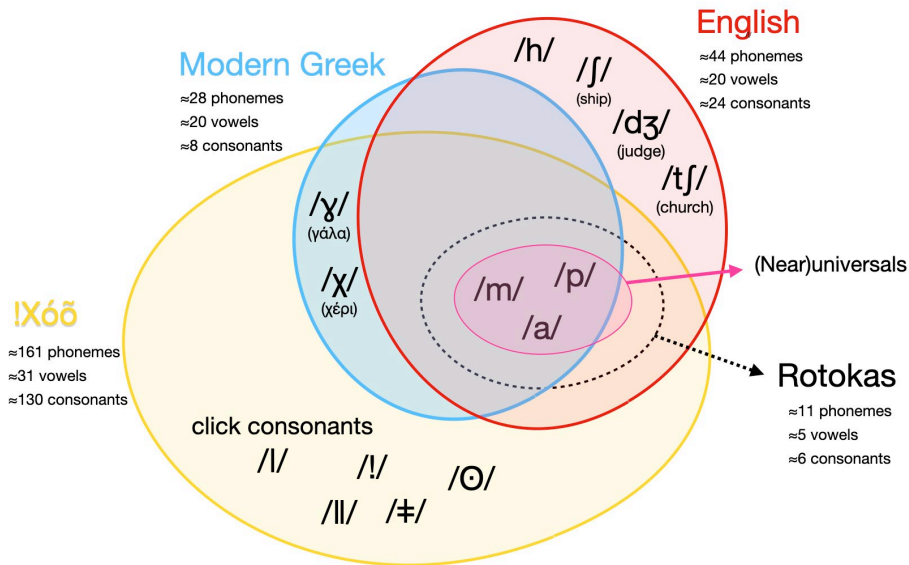 English
≈44 phonemes
≈20 vowels
≈24 consonants
Modern Greek
≈28 phonemes
≈20 vowels
≈8 consonants
/h/
/ʃ/
(ship)
/dʒ/
(judge)
/tʃ/
(church)
/ɣ/
(γάλα)
/χ/
(χέρι)
/m/
/p/
/a/
(Near)universals
!Xóõ
≈161 phonemes
≈31 vowels
≈130 consonants
Rotokas
≈11 phonemes
≈5 vowels
≈6 consonants
click consonants
/ǀ/
/!/
/ʘ/
/ǁ/
/ǂ/